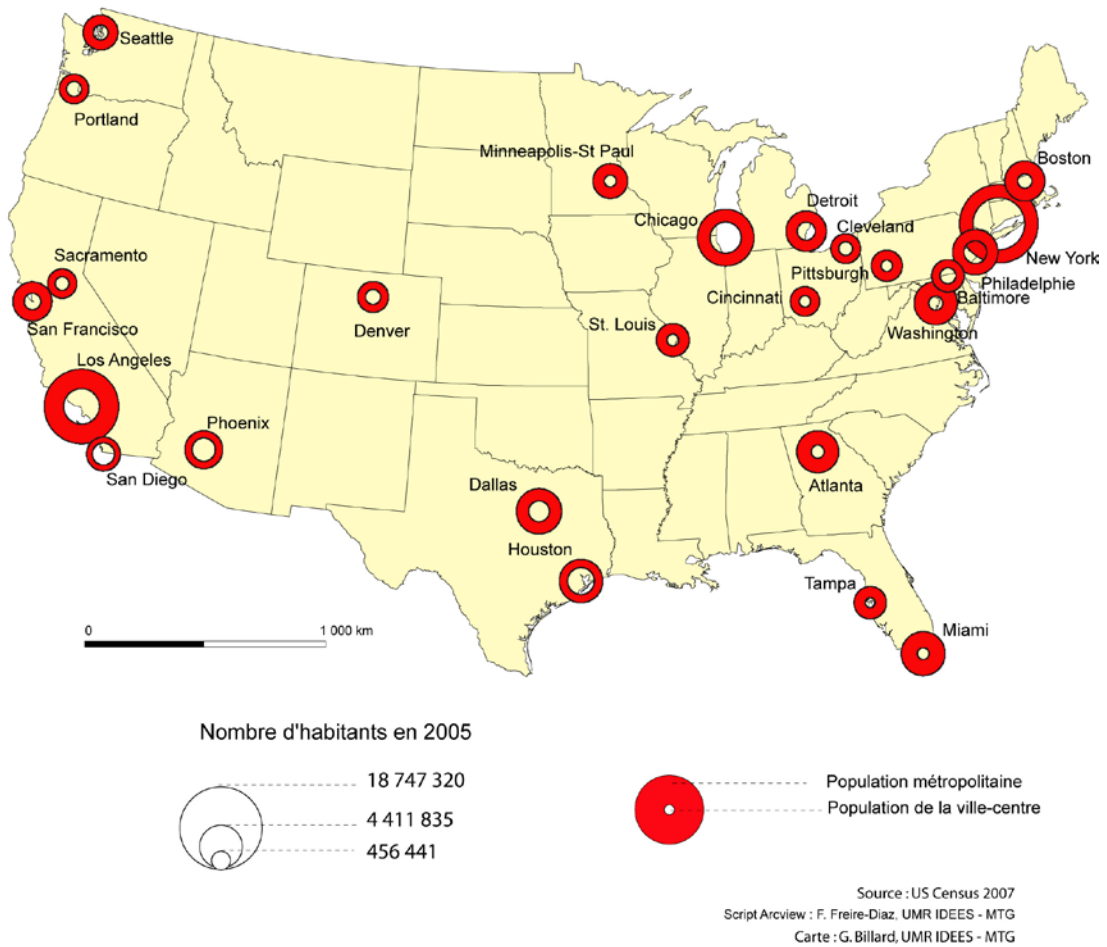 Seattle
Portland
Minneapolis-St Paul
Boston
Detroit
Chicago
Cleveland
Sacramento
New York
Pittsburgh
Philadelphie
Cincinnati
Baltimore
San Francisco
Denver
St. Louis
Washington
Los Angeles
Phoenix
San Diego
Dallas
Atlanta
Houston
Tampa
Miami
0 1 000 km
Nombre d'habitants en 2005
18 747 320
4 411 835
456 441
Population métropolitaine
Population de la ville-centre
Source : US Census 2007
Script Arcview : F. Freire-Diaz, UMR IDEES - MTG
Carte : G. Billard, UMR IDEES - MTG